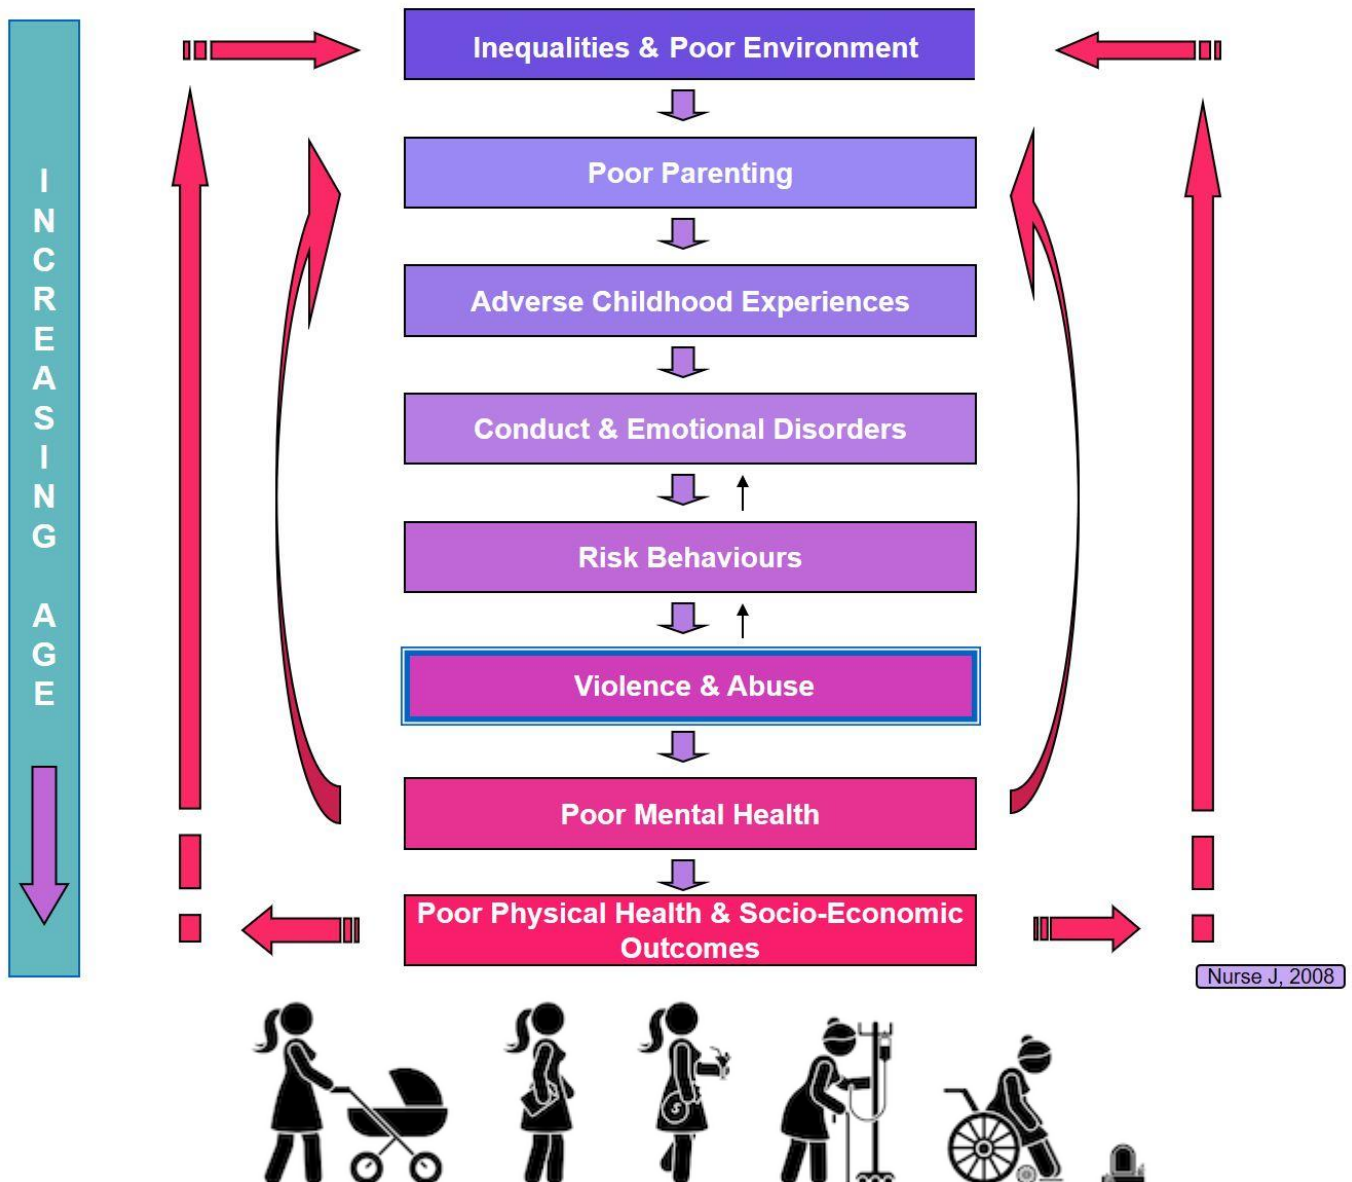 Inequalities & Poor Environment
Poor Parenting
Adverse Childhood Experiences
Conduct & Emotional Disorders
Risk Behaviours
Violence & Abuse
Poor Mental Health
Poor Physical Health & Socio-Economic
Outcomes
INCREASING AGE
Nurse J, 2008
$